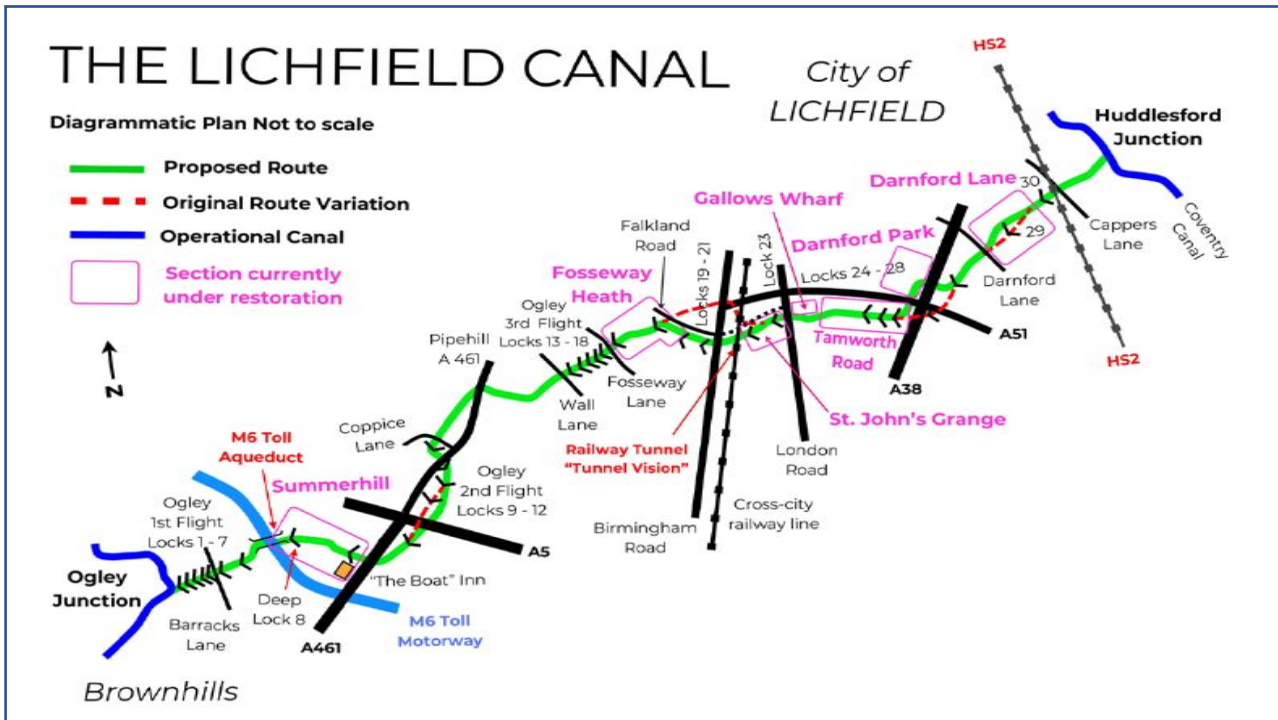 THE LICHFIELD CANAL
Diagrammatic Plan Not to scale
Proposed Route
Original Route Variation
Operational Canal
Section currently
under restoration
N
City of
LICHFIELD
HS2
Huddlesford
Junction
Coventry
Canal
Cappers
Lane
30
29
Darnford Lane
Darnford
Lane
Gallows Wharf
Darnford Park
Locks 24 - 28
A51
HS2
Tamworth
Road
A38
Lock 23
Locks 19 - 21
Falkland
Road
Fosseway
Heath
Ogley
3rd Flight
Locks 13 - 18
Pipehill
A 461
Fosseway
Lane
Wall
Lane
St. John's Grange
London
Road
Railway Tunnel
"Tunnel Vision"
Cross-city
railway line
Birmingham
Road
Coppice
Lane
M6 Toll
Aqueduct
Summerhill
Ogley
2nd Flight
Locks 9 - 12
Ogley
1st Flight
Locks 1 - 7
A5
"The Boat" Inn
Ogley
Junction
Deep
Lock 8
Barracks
Lane
M6 Toll
Motorway
A461
Brownhills